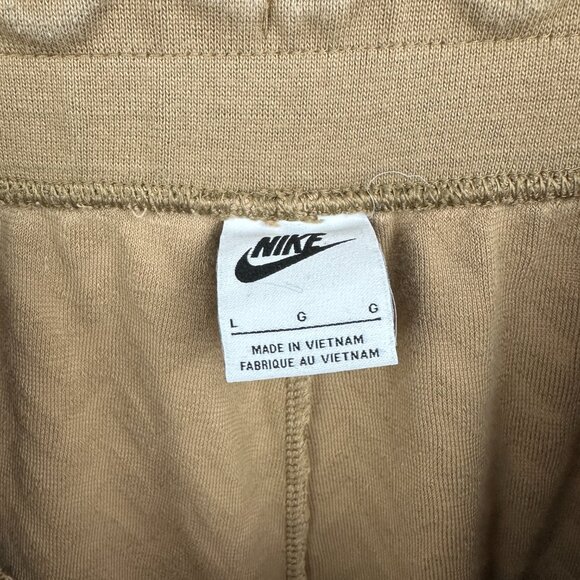 NIKE
L G G
MADE IN VIETNAM
FABRIQUE AU VIETNAM